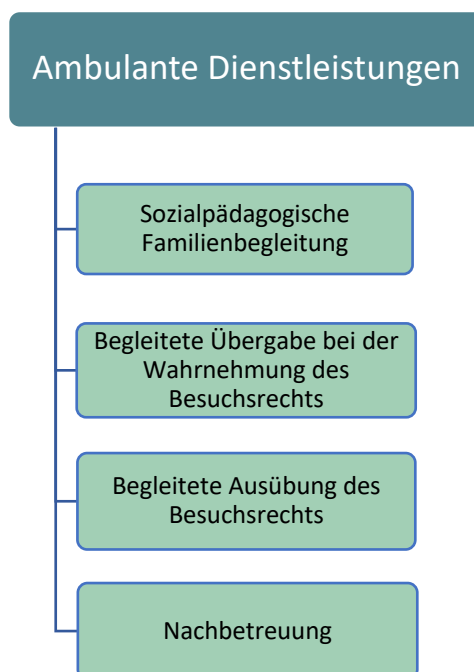 Ambulante Dienstleistungen
Sozialpädagogische
Familienbegleitung
Begleitete Übergabe bei der
Wahrnehmung des
Besuchsrechts
Begleitete Ausübung des
Besuchsrechts
Nachbetreuung